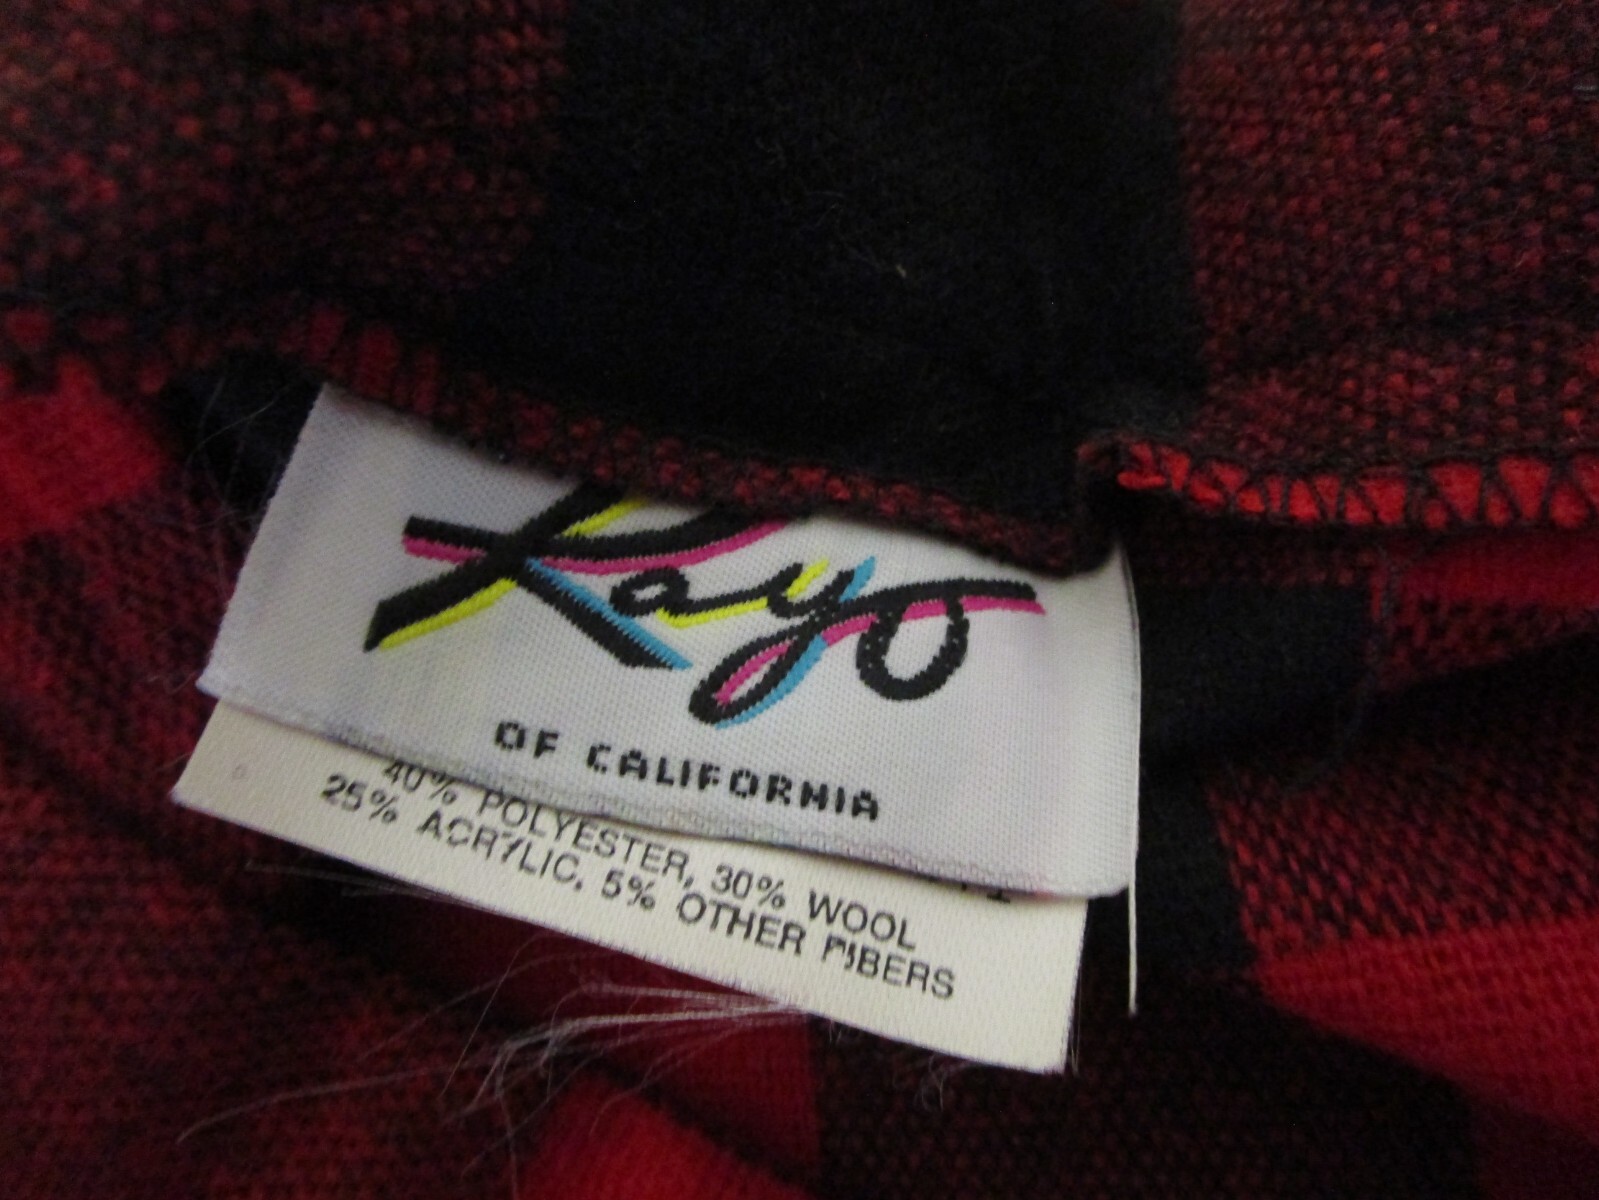 Kayo
OF CALIFORNIA
40% POLYESTER, 30% WOOL
25% ACRYLIC, 5% OTHER FIBERS